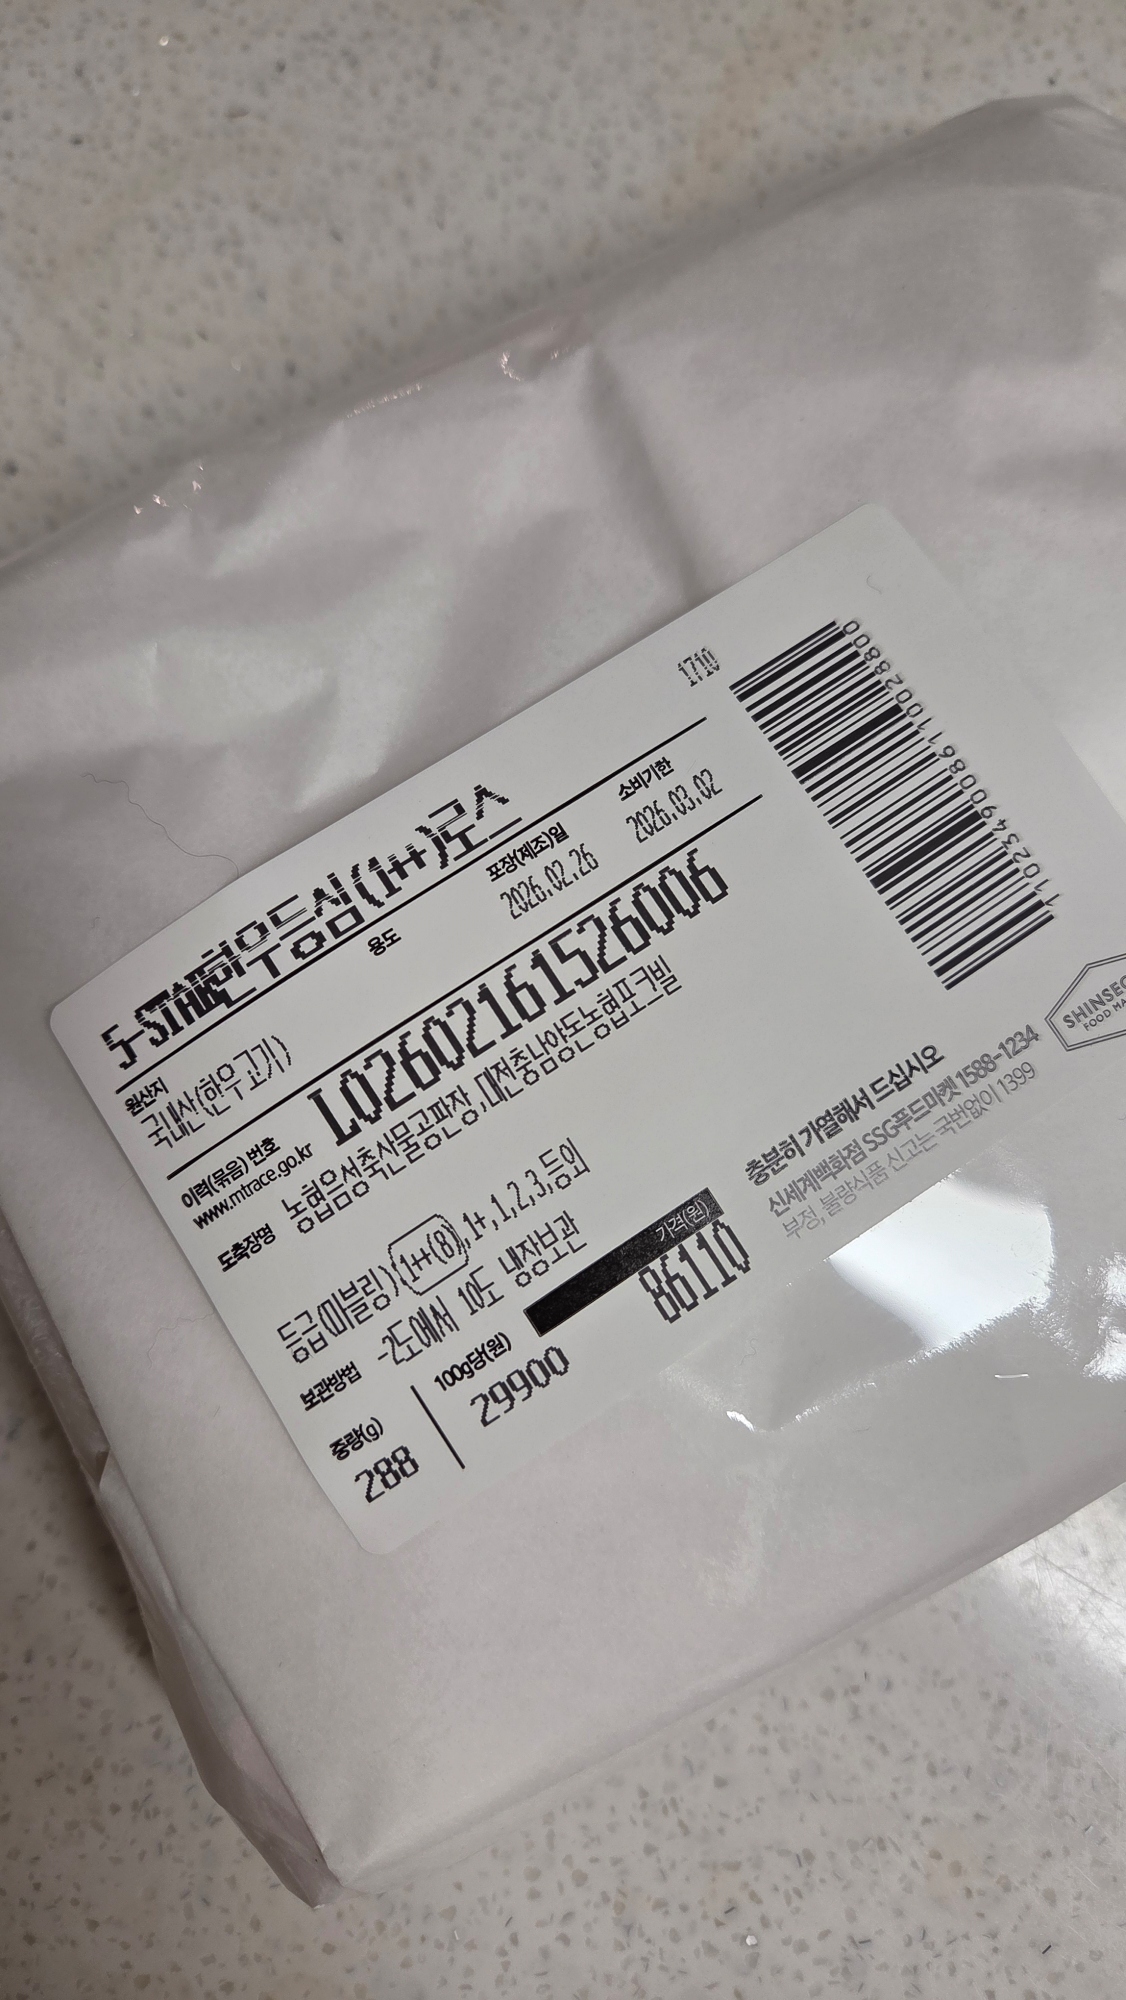 1710
5-STAR한우등심(1++)로스
원산지
국내산(한우고기)
용도
포장(제조)일
2026.02.26
소비기한
2026.03.02
이력(묶음) 번호
www.mtrace.go.kr
L02602161526006
도축장명
농협음성축산물공판장,대전충남양돈농협포크빌
등급(마블링)(1++(8)),1+,1,2,3,등외
보관방법
-2도에서 10도 냉장보관
중량(g)
288
100g당(원)
29900
가격(원)
86110
11023490086110028800
충분히 가열해서 드십시오
신세계백화점 SSG푸드마켓 1588-1234
부정, 불량식품 신고는 국번없이 1399